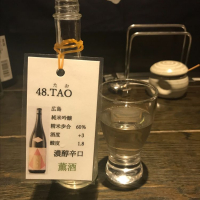 たお
48.TAO
広島
純米吟醸
精米歩合 60%
酒度 +3
酸度 1.8
濃醇辛口
薫酒